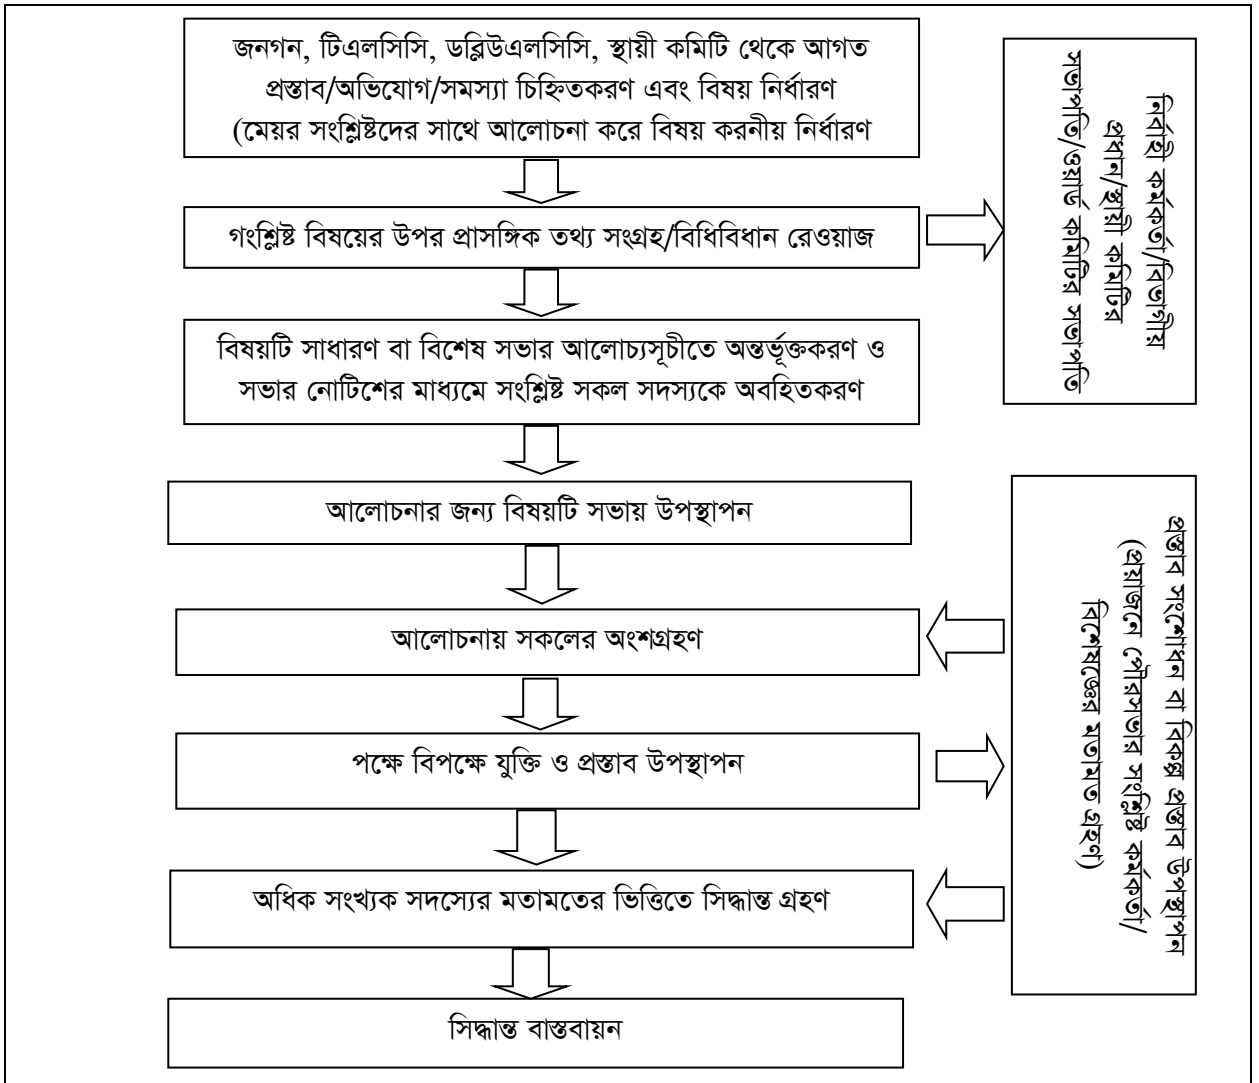 জনগন, টিএলসিসি, ডব্লিউএলসিসি, স্থায়ী কমিটি থেকে আগত
প্রস্তাব/অভিযোগ/সমস্যা চিহ্নিতকরণ এবং বিষয় নির্ধারণ
(মেয়র সংশ্লিষ্টদের সাথে আলোচনা করে বিষয় করনীয় নির্ধারণ
গংশ্লিষ্ট বিষয়ের উপর প্রাসঙ্গিক তথ্য সংগ্রহ/বিধিবিধান রেওয়াজ
নির্বাহী কর্মকর্তা/বিভাগীয়
প্রধান/স্থায়ী কমিটির
সভাপতি/ওয়ার্ড কমিটির সভাপতি
বিষয়টি সাধারণ বা বিশেষ সভার আলোচ্যসূচীতে অন্তর্ভূক্তকরণ ও
সভার নোটিশের মাধ্যমে সংশ্লিষ্ট সকল সদস্যকে অবহিতকরণ
আলোচনার জন্য বিষয়টি সভায় উপস্থাপন
আলোচনায় সকলের অংশগ্রহণ
পক্ষে বিপক্ষে যুক্তি ও প্রস্তাব উপস্থাপন
প্রস্তাব সংশোধন বা বিকল্প প্রস্তাব উপস্থাপন
(প্রয়াজনে পৌরসভার সংশ্লিষ্ট কর্মকর্তা/
বিশেষজ্ঞের মতামত গ্রহণ)
অধিক সংখ্যক সদস্যের মতামতের ভিত্তিতে সিদ্ধান্ত গ্রহণ
সিদ্ধান্ত বাস্তবায়ন